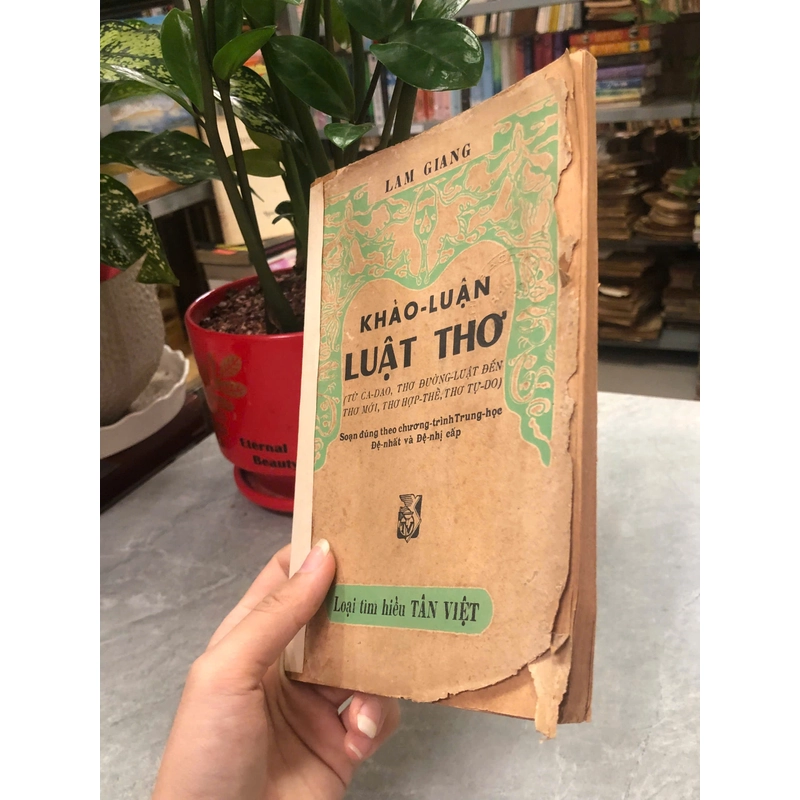 LAM GIANG
KHẢO-LUẬN
LUẬT THƠ
(TỪ CA-DAO, THƠ ĐƯỜNG-LUẬT ĐẾN
THƠ MỚI, THƠ HỢP-THỂ, THƠ TỰ-DO)
Soạn đúng theo chương-trình Trung-học
Đệ-nhất và Đệ-nhị cấp
Loại tìm hiểu TÂN VIỆT
Eternal
Beauty